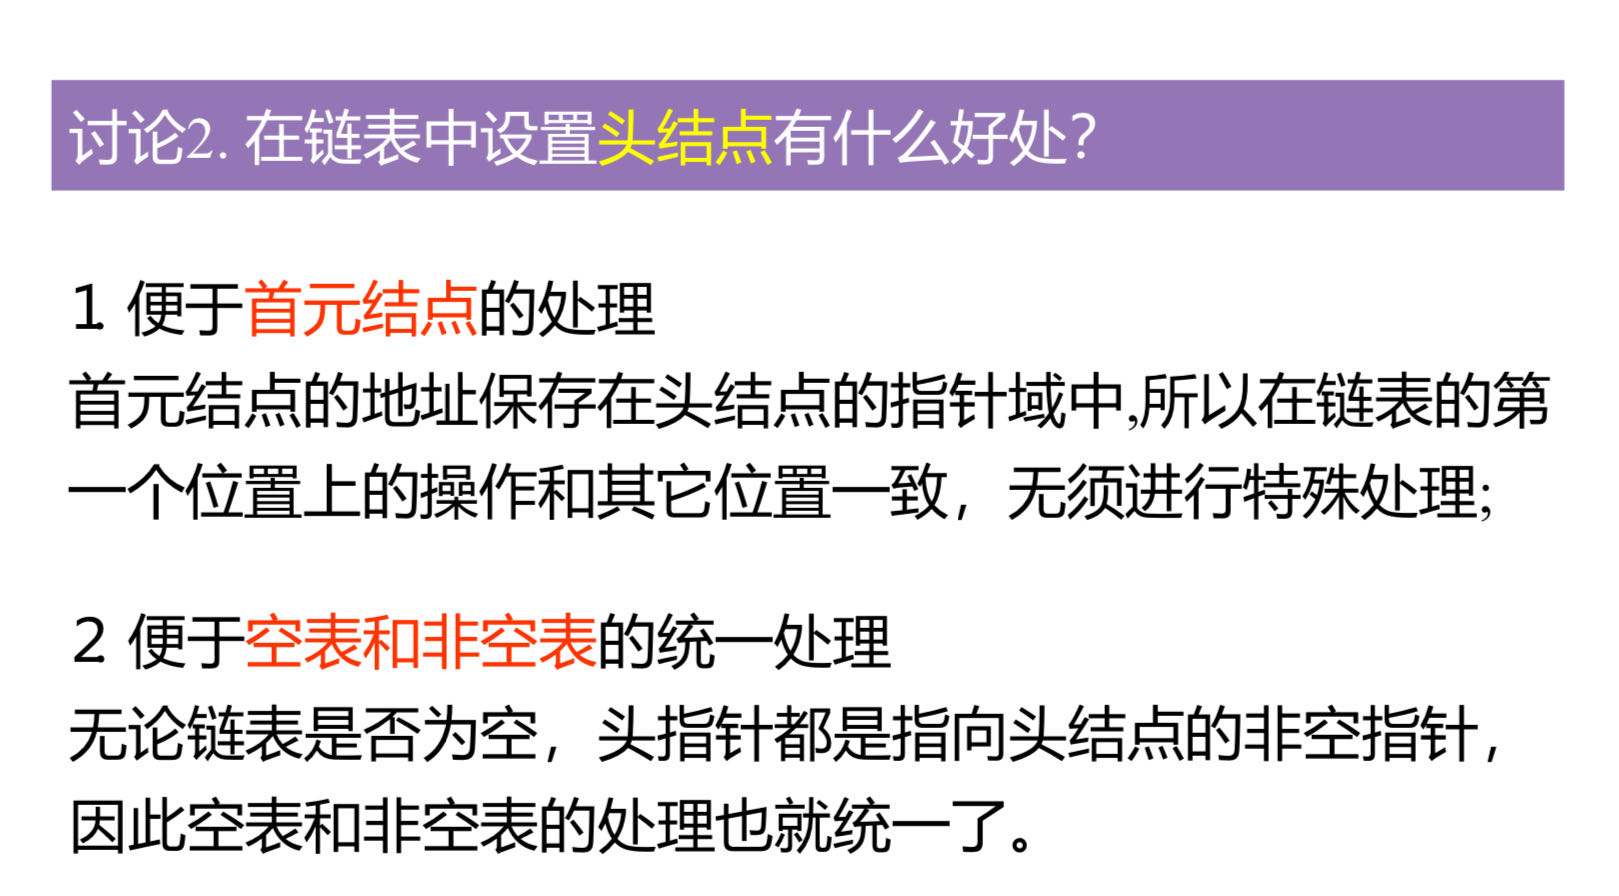 讨论2. 在链表中设置头结点有什么好处？
1. 便于首元结点的处理
首元结点的地址保存在头结点的指针域中,所以在链表的第
一个位置上的操作和其它位置一致，无须进行特殊处理;
2. 便于空表和非空表的统一处理
无论链表是否为空，头指针都是指向头结点的非空指针，
因此空表和非空表的处理也就统一了。